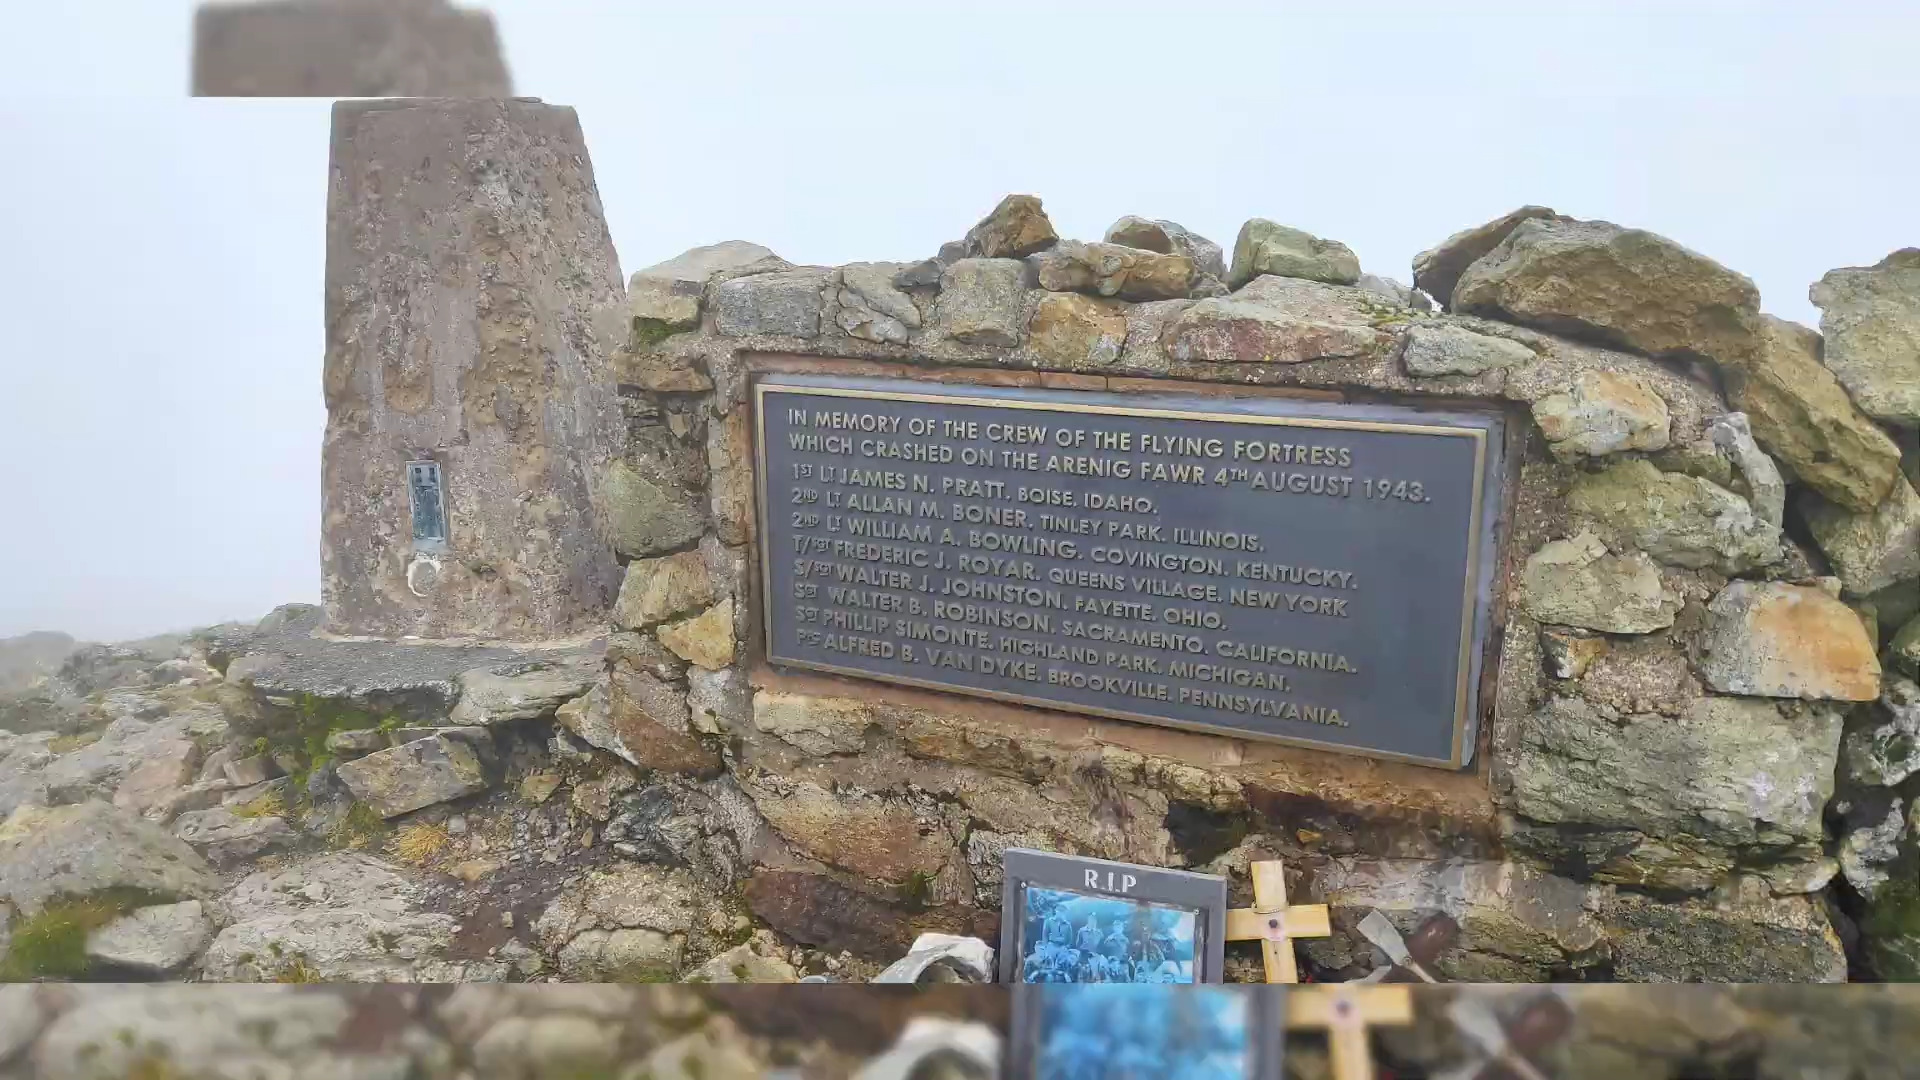 IN MEMORY OF THE CREW OF THE FLYING FORTRESS
WHICH CRASHED ON THE ARENIG FAWR 4TH AUGUST 1943.
1ST LT JAMES N. PRATT. BOISE. IDAHO.
2ND LT ALLAN M. BONER. TINLEY PARK. ILLINOIS.
2ND LT WILLIAM A. BOWLING. COVINGTON. KENTUCKY.
T/SGT FREDERIC J. ROYAR. QUEENS VILLAGE. NEW YORK
S/SGT WALTER J. JOHNSTON. FAYETTE. OHIO.
SGT WALTER B. ROBINSON. SACRAMENTO. CALIFORNIA.
SGT PHILLIP SIMONTE. HIGHLAND PARK. MICHIGAN.
PFC ALFRED B. VAN DYKE. BROOKVILLE. PENNSYLVANIA.
R.I.P